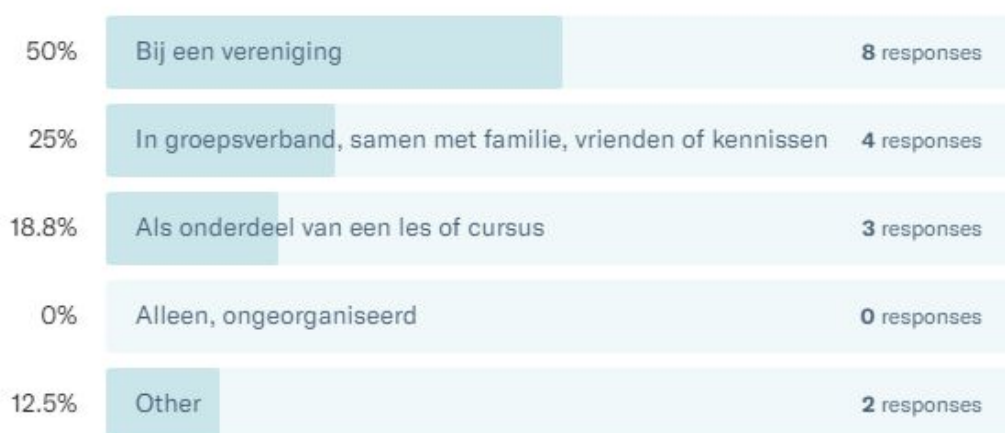 50% Bij een vereniging 8 responses
25% In groepsverband, samen met familie, vrienden of kennissen 4 responses
18.8% Als onderdeel van een les of cursus 3 responses
0% Alleen, ongeorganiseerd 0 responses
12.5% Other 2 responses